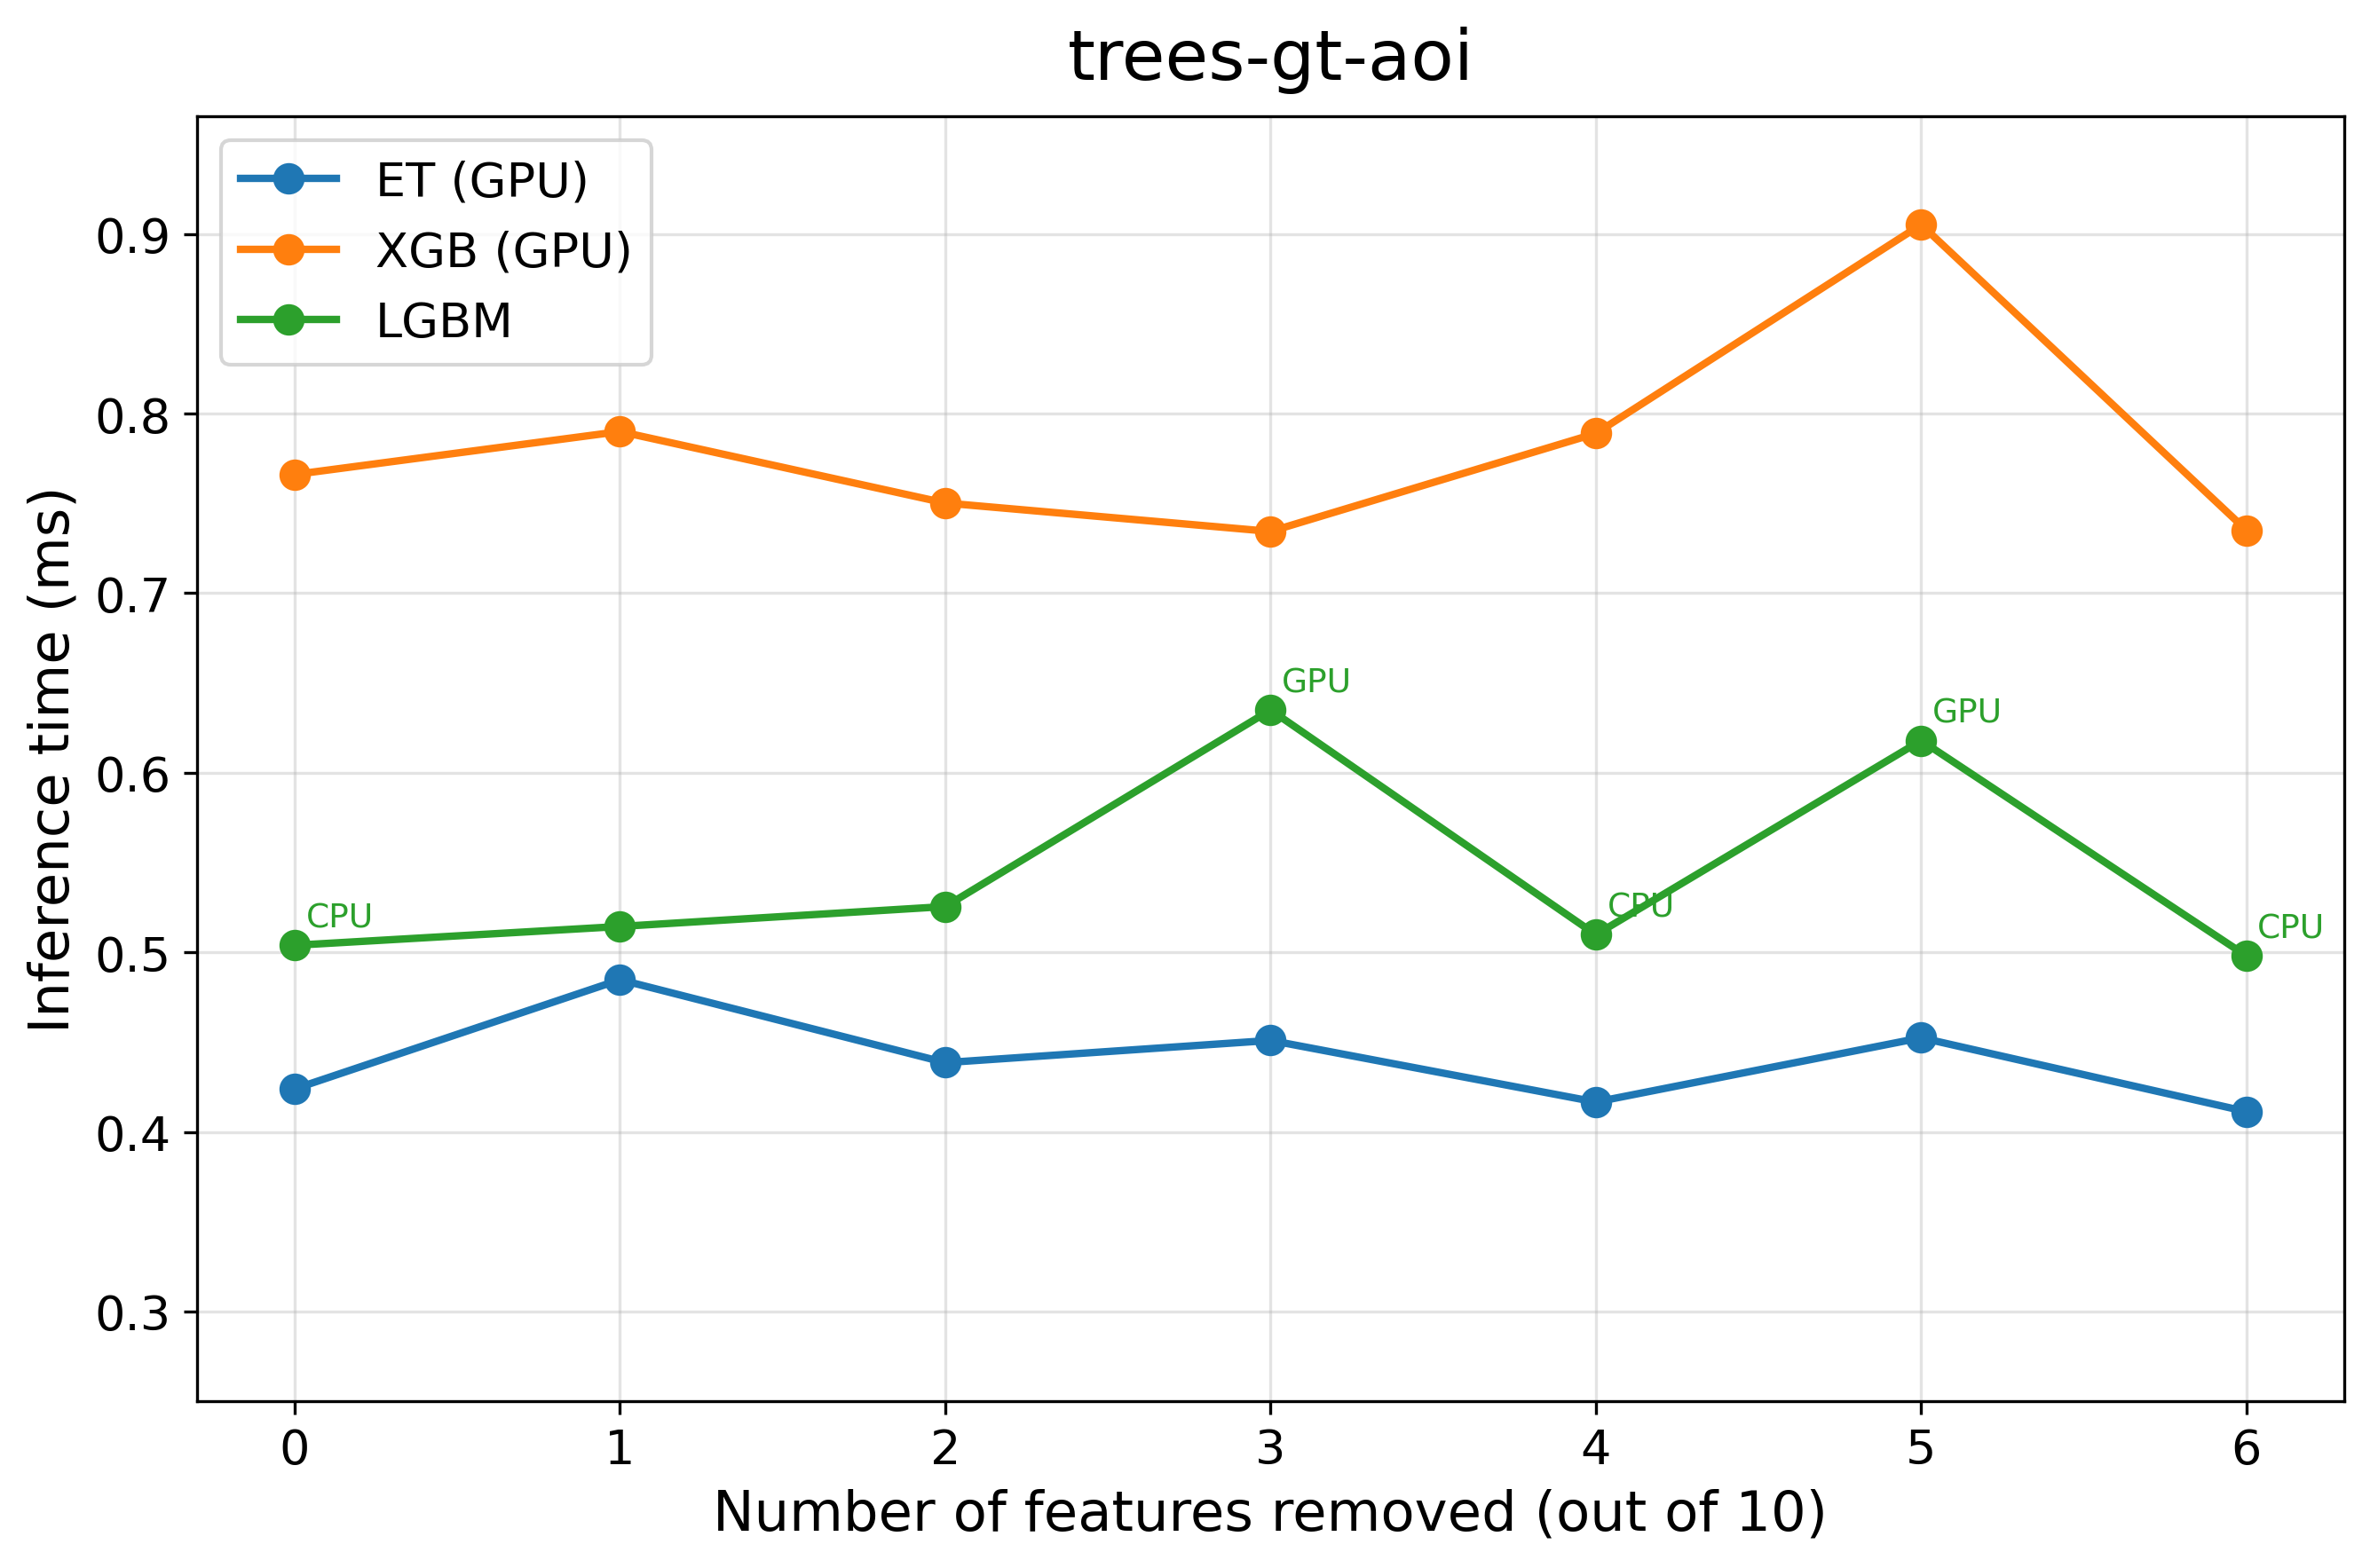 trees-gt-aoi
ET (GPU)
XGB (GPU)
LGBM
Inference time (ms)
0.9
0.8
0.7
0.6
0.5
0.4
0.3
GPU
GPU
CPU
CPU
CPU
0
1
2
3
4
5
6
Number of features removed (out of 10)